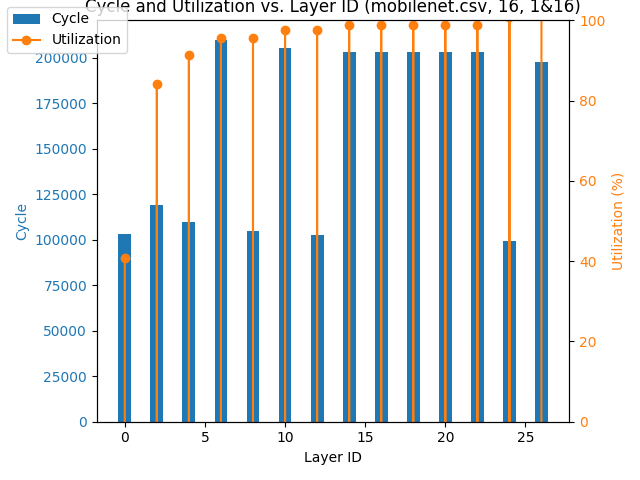 Cycle and Utilization vs. Layer ID (mobilenet.csv, 16, 1&16)
Cycle
Utilization
200000
175000
150000
125000
100000
75000
50000
25000
0
Cycle
100
80
60
40
20
0
Utilization (%)
0 5 10 15 20 25
Layer ID